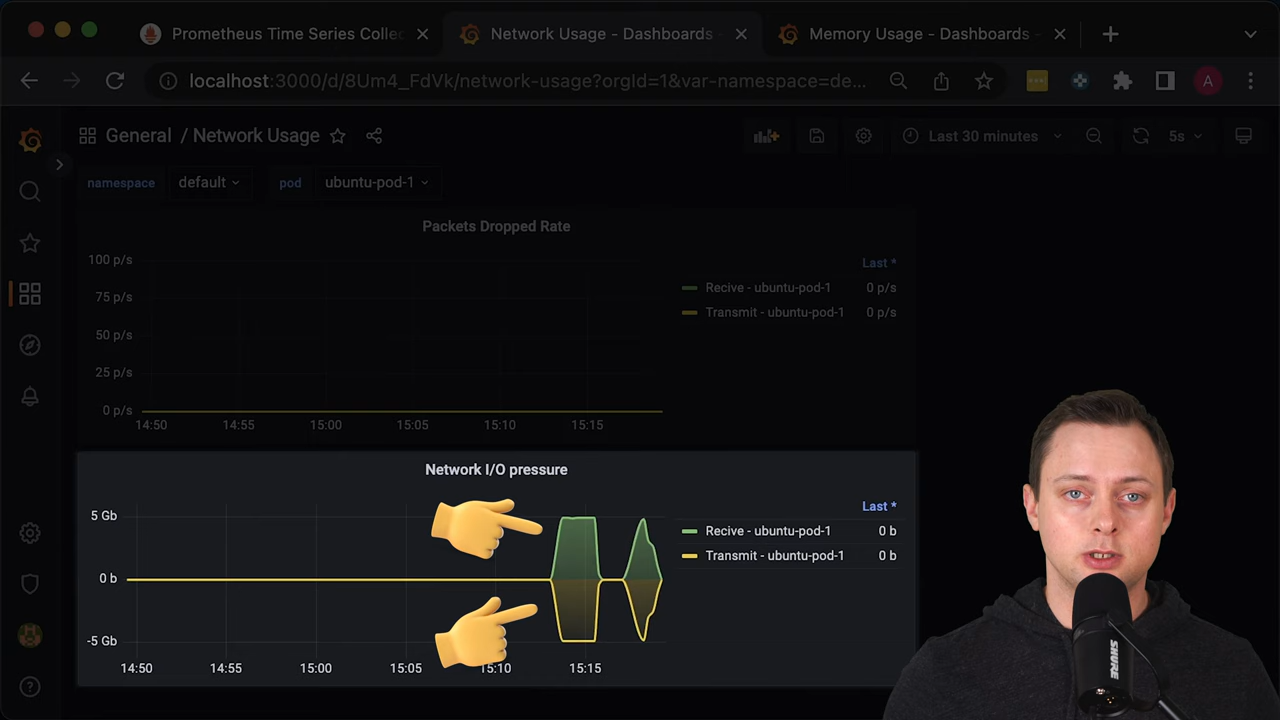 Prometheus Time Series Collec
Network Usage - Dashboards -
Memory Usage - Dashboards -
localhost:3000/d/8Um4_FdVk/network-usage?orgId=1&var-namespace=de...
A
General / Network Usage
Last 30 minutes
5s
namespace default pod ubuntu-pod-1
Packets Dropped Rate
100 p/s
75 p/s
50 p/s
25 p/s
0 p/s
14:50 14:55 15:00 15:05 15:10 15:15
Last *
Recive - ubuntu-pod-1 0 p/s
Transmit - ubuntu-pod-1 0 p/s
Network I/O pressure
5 Gb
0 b
-5 Gb
14:50 14:55 15:00 15:05 15:10 15:15
Last *
Recive - ubuntu-pod-1 0 b
Transmit - ubuntu-pod-1 0 b
SHURE